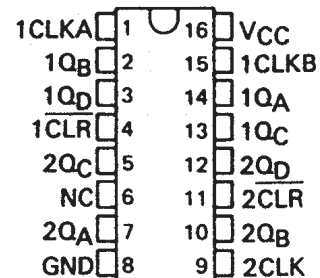 1CLKA 1 16 VCC
1QB 2 15 1CLKB
1QD 3 14 1QA
1CLR 4 13 1QC
2QC 5 12 2QD
NC 6 11 2CLR
2QA 7 10 2QB
GND 8 9 2CLK